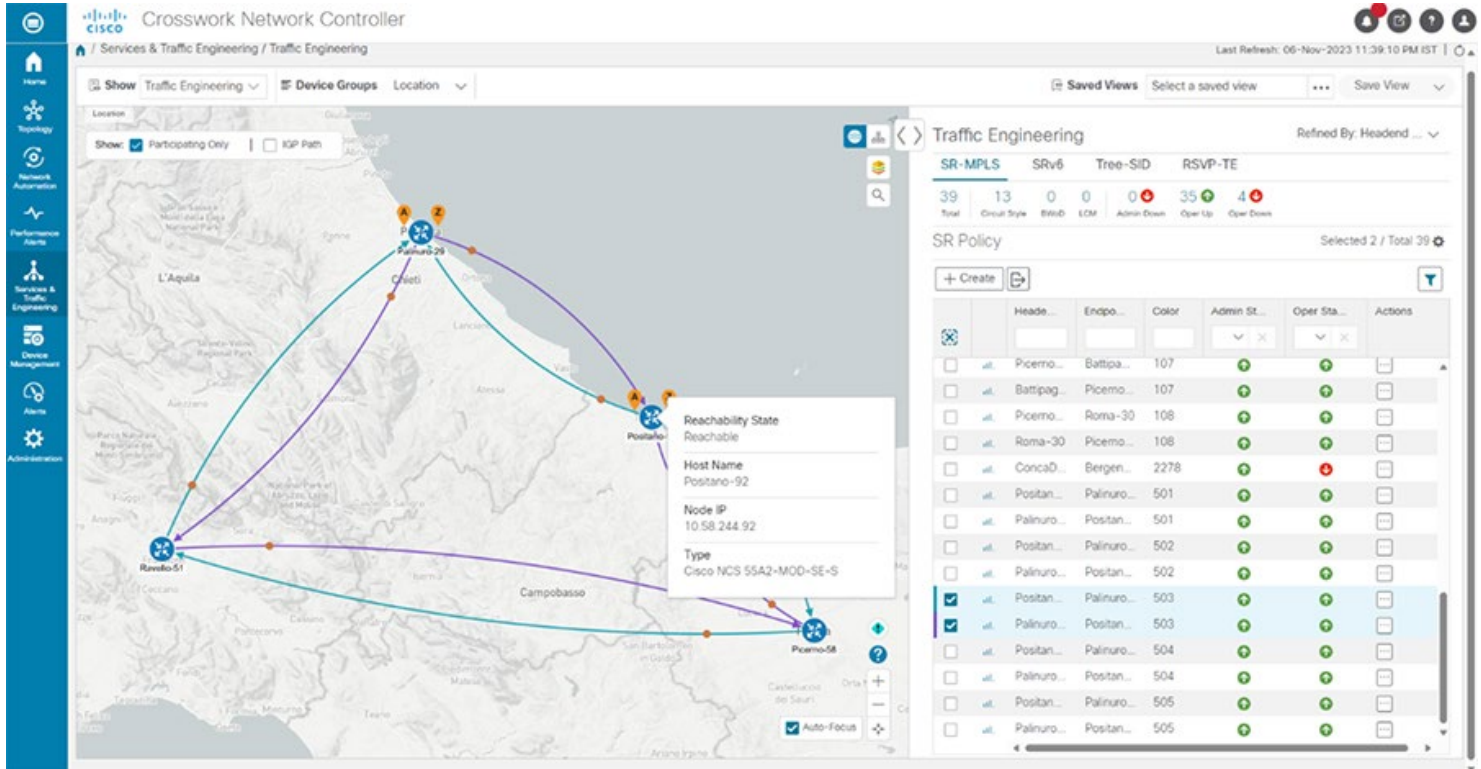 cisco Crosswork Network Controller
/ Services & Traffic Engineering / Traffic Engineering
Last Refresh: 06-Nov-2023 11:39:10 PM IST
Home
Topology
Network Automation
Performance Alerts
Services & Traffic Engineering
Device Management
Alerts
Administration
Show Traffic Engineering Device Groups Location
Saved Views Select a saved view ... Save View
Location
Show: Participating Only | IGP Path
Palinuro-29
Chieti
L'Aquila
Lanciano
Vasto
Atessa
Avezzano
Ravello-51
Campobasso
Picerno-58
Isernia
Ceccano
Reachability State
Reachable
Host Name
Positano-92
Node IP
10.58.244.92
Type
Cisco NCS 55A2-MOD-SE-S
Auto-Focus
Traffic Engineering Refined By: Headend ...
SR-MPLS SRv6 Tree-SID RSVP-TE
39 13 0 0 0 35 4
Total Circuit Style BWoD LCM Admin Down Oper Up Oper Down
SR Policy Selected 2 / Total 39
+ Create
Heade... Endpo... Color Admin St... Oper Sta... Actions
Picerno... Battipa... 107
Battipag... Picerno... 107
Picerno... Roma-30 108
Roma-30 Picerno... 108
ConcaD... Bergen... 2278
Positan... Palinuro... 501
Palinuro... Positan... 501
Positan... Palinuro... 502
Palinuro... Positan... 502
Positan... Palinuro... 503
Palinuro... Positan... 503
Positan... Palinuro... 504
Palinuro... Positan... 504
Positan... Palinuro... 505
Palinuro... Positan... 505